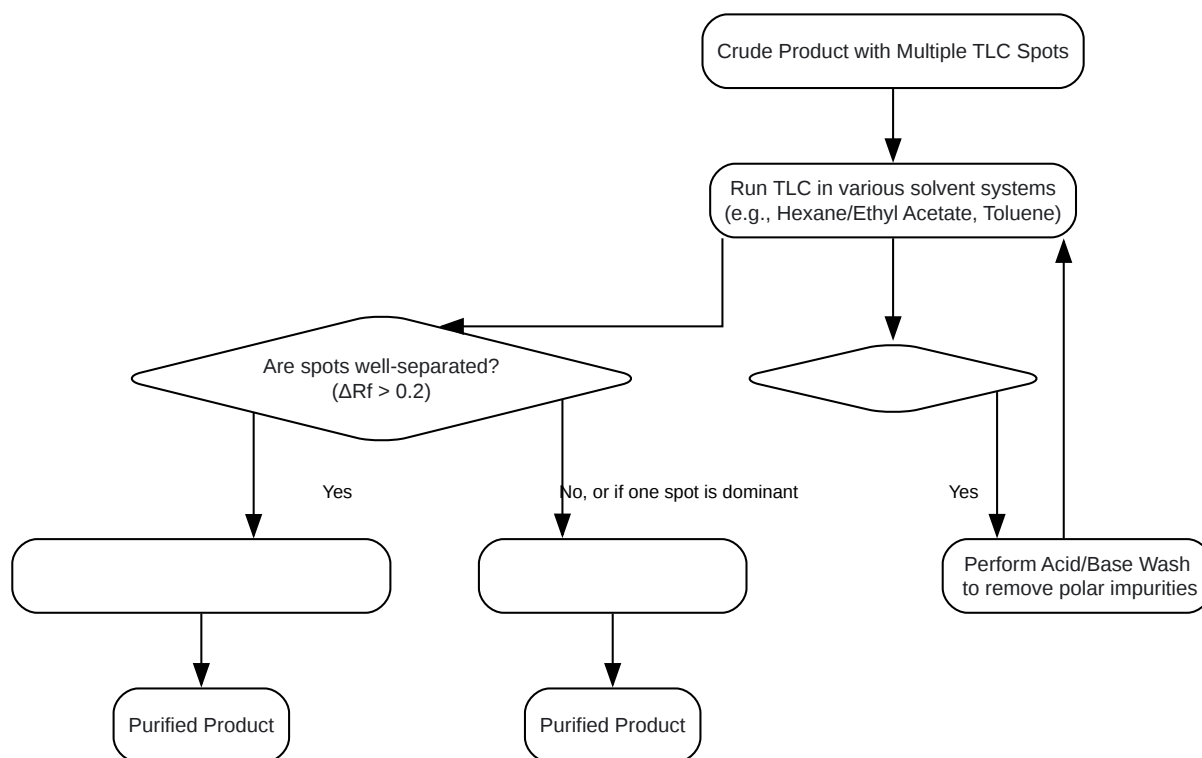 Crude Product with Multiple TLC Spots
Run TLC in various solvent systems
(e.g., Hexane/Ethyl Acetate, Toluene)
Are spots well-separated?
(ΔRf > 0.2)
Yes
No, or if one spot is dominant
Yes
Perform Acid/Base Wash
to remove polar impurities
Purified Product
Purified Product